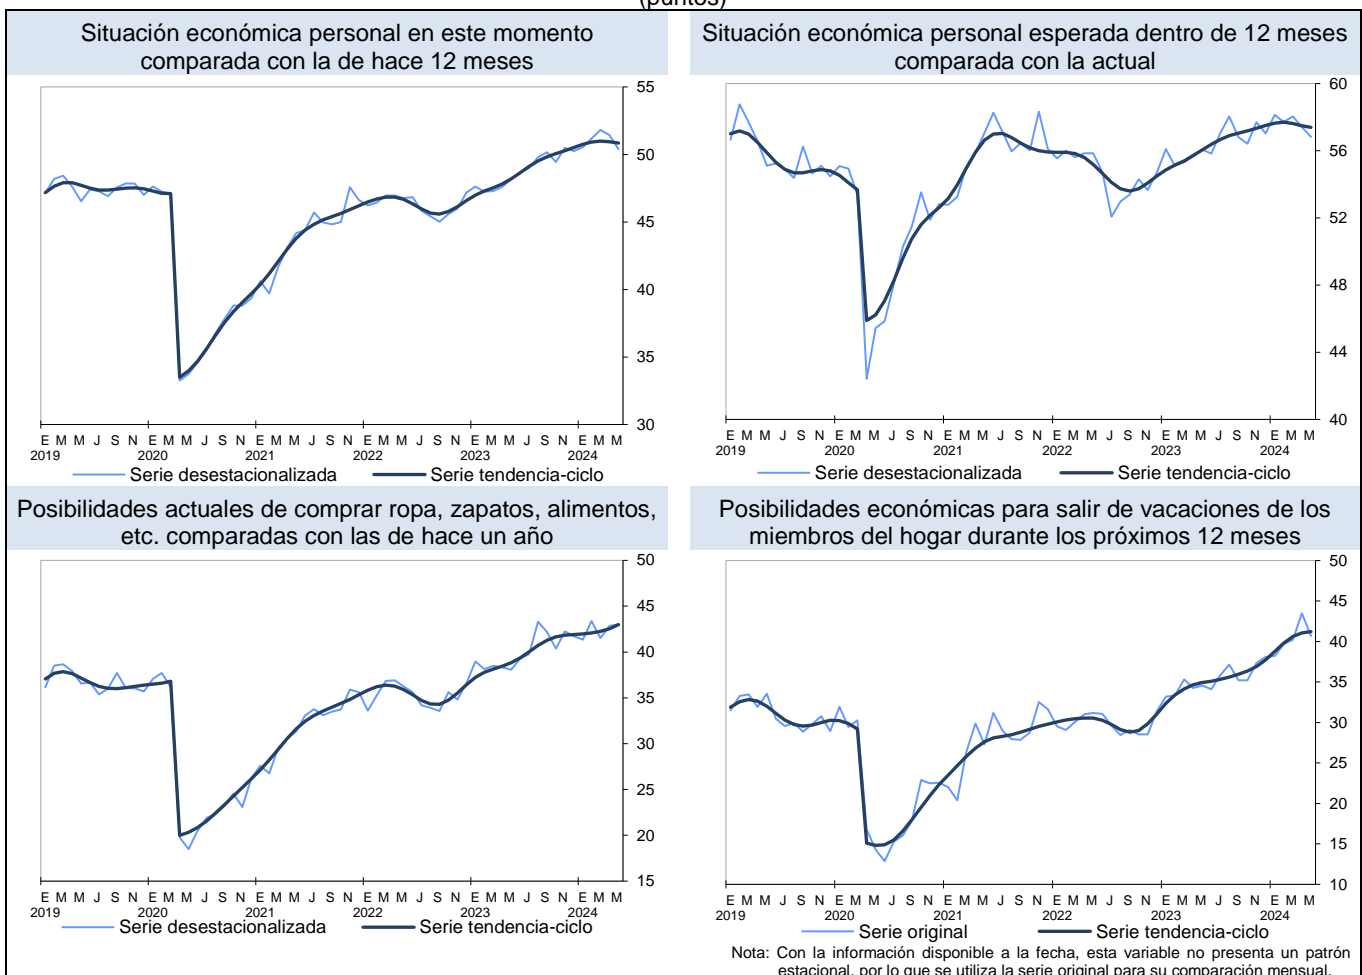 (puntos)
Situación económica personal en este momento
comparada con la de hace 12 meses
55
50
45
40
35
30
E M M J S N E M M J S N E M M J S N E M M J S N E M M J S N E M M
2019 2020 2021 2022 2023 2024
Serie desestacionalizada Serie tendencia-ciclo
Situación económica personal esperada dentro de 12 meses
comparada con la actual
60
56
52
48
44
40
E M M J S N E M M J S N E M M J S N E M M J S N E M M J S N E M M
2019 2020 2021 2022 2023 2024
Serie desestacionalizada Serie tendencia-ciclo
Posibilidades actuales de comprar ropa, zapatos, alimentos,
etc. comparadas con las de hace un año
50
45
40
35
30
25
20
15
E M M J S N E M M J S N E M M J S N E M M J S N E M M J S N E M M
2019 2020 2021 2022 2023 2024
Serie desestacionalizada Serie tendencia-ciclo
Posibilidades económicas para salir de vacaciones de los
miembros del hogar durante los próximos 12 meses
50
45
40
35
30
25
20
15
10
E M M J S N E M M J S N E M M J S N E M M J S N E M M J S N E M M
2019 2020 2021 2022 2023 2024
Serie original Serie tendencia-ciclo
Nota: Con la información disponible a la fecha, esta variable no presenta un patrón
estacional, por lo que se utiliza la serie original para su comparación mensual.